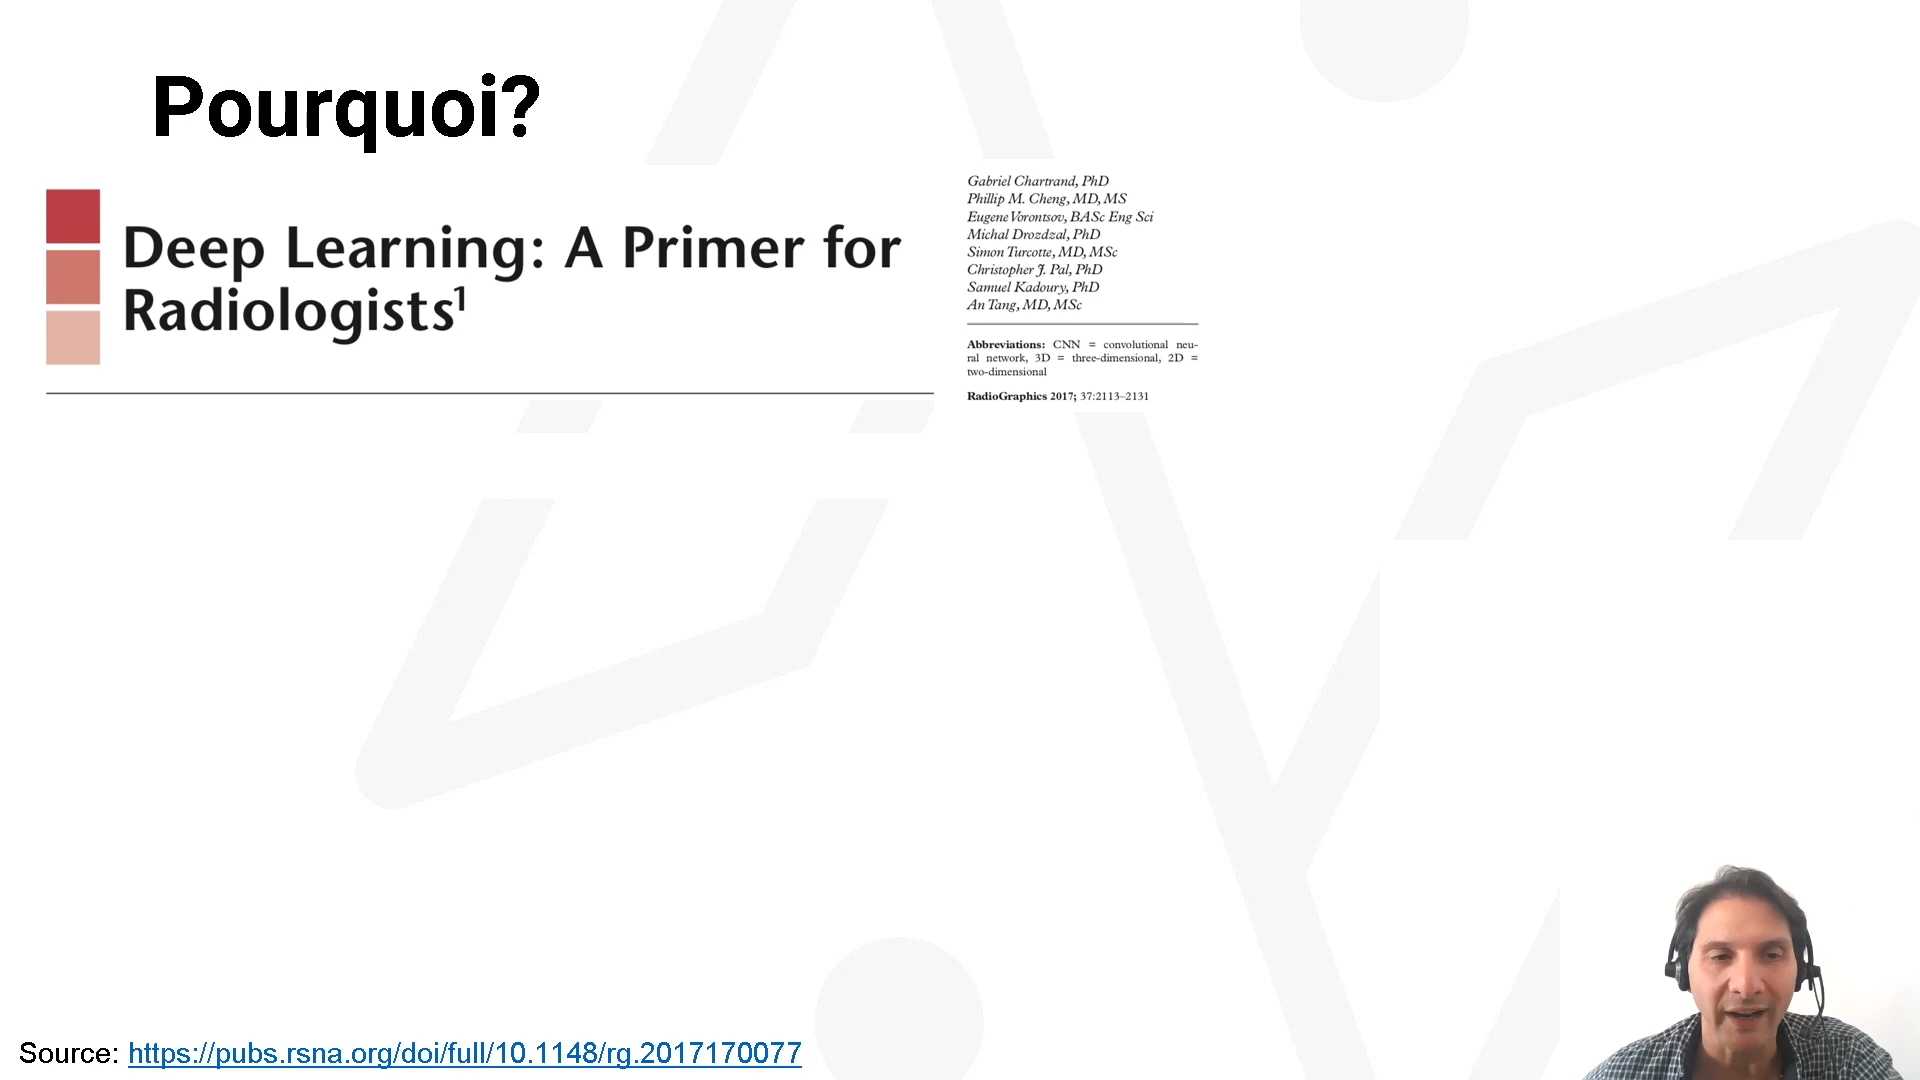 Pourquoi?
Deep Learning: A Primer for
Radiologists¹
Gabriel Chartrand, PhD
Phillip M. Cheng, MD, MS
Eugene Vorontsov, BASc Eng Sci
Michal Drozdzal, PhD
Simon Turcotte, MD, MSc
Christopher J. Pal, PhD
Samuel Kadoury, PhD
An Tang, MD, MSc
Abbreviations: CNN = convolutional neu-
ral network, 3D = three-dimensional, 2D =
two-dimensional
RadioGraphics 2017; 37:2113–2131
Source: https://pubs.rsna.org/doi/full/10.1148/rg.2017170077